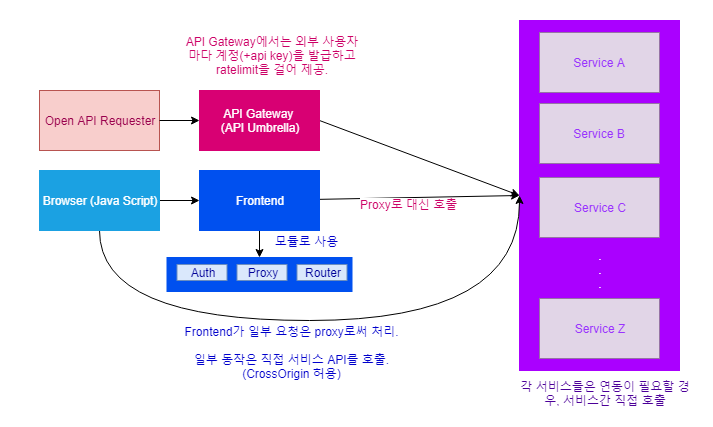 API Gateway에서는 외부 사용자
마다 계정(+api key)을 발급하고
ratelimit을 걸어 제공.
Open API Requester
API Gateway
(API Umbrella)
Browser (Java Script)
Frontend
Proxy로 대신 호출
모듈로 사용
Auth
Proxy
Router
Frontend가 일부 요청은 proxy로써 처리.
일부 동작은 직접 서비스 API를 호출.
(CrossOrigin 허용)
Service A
Service B
Service C
.
.
.
Service Z
각 서비스들은 연동이 필요할 경
우, 서비스간 직접 호출